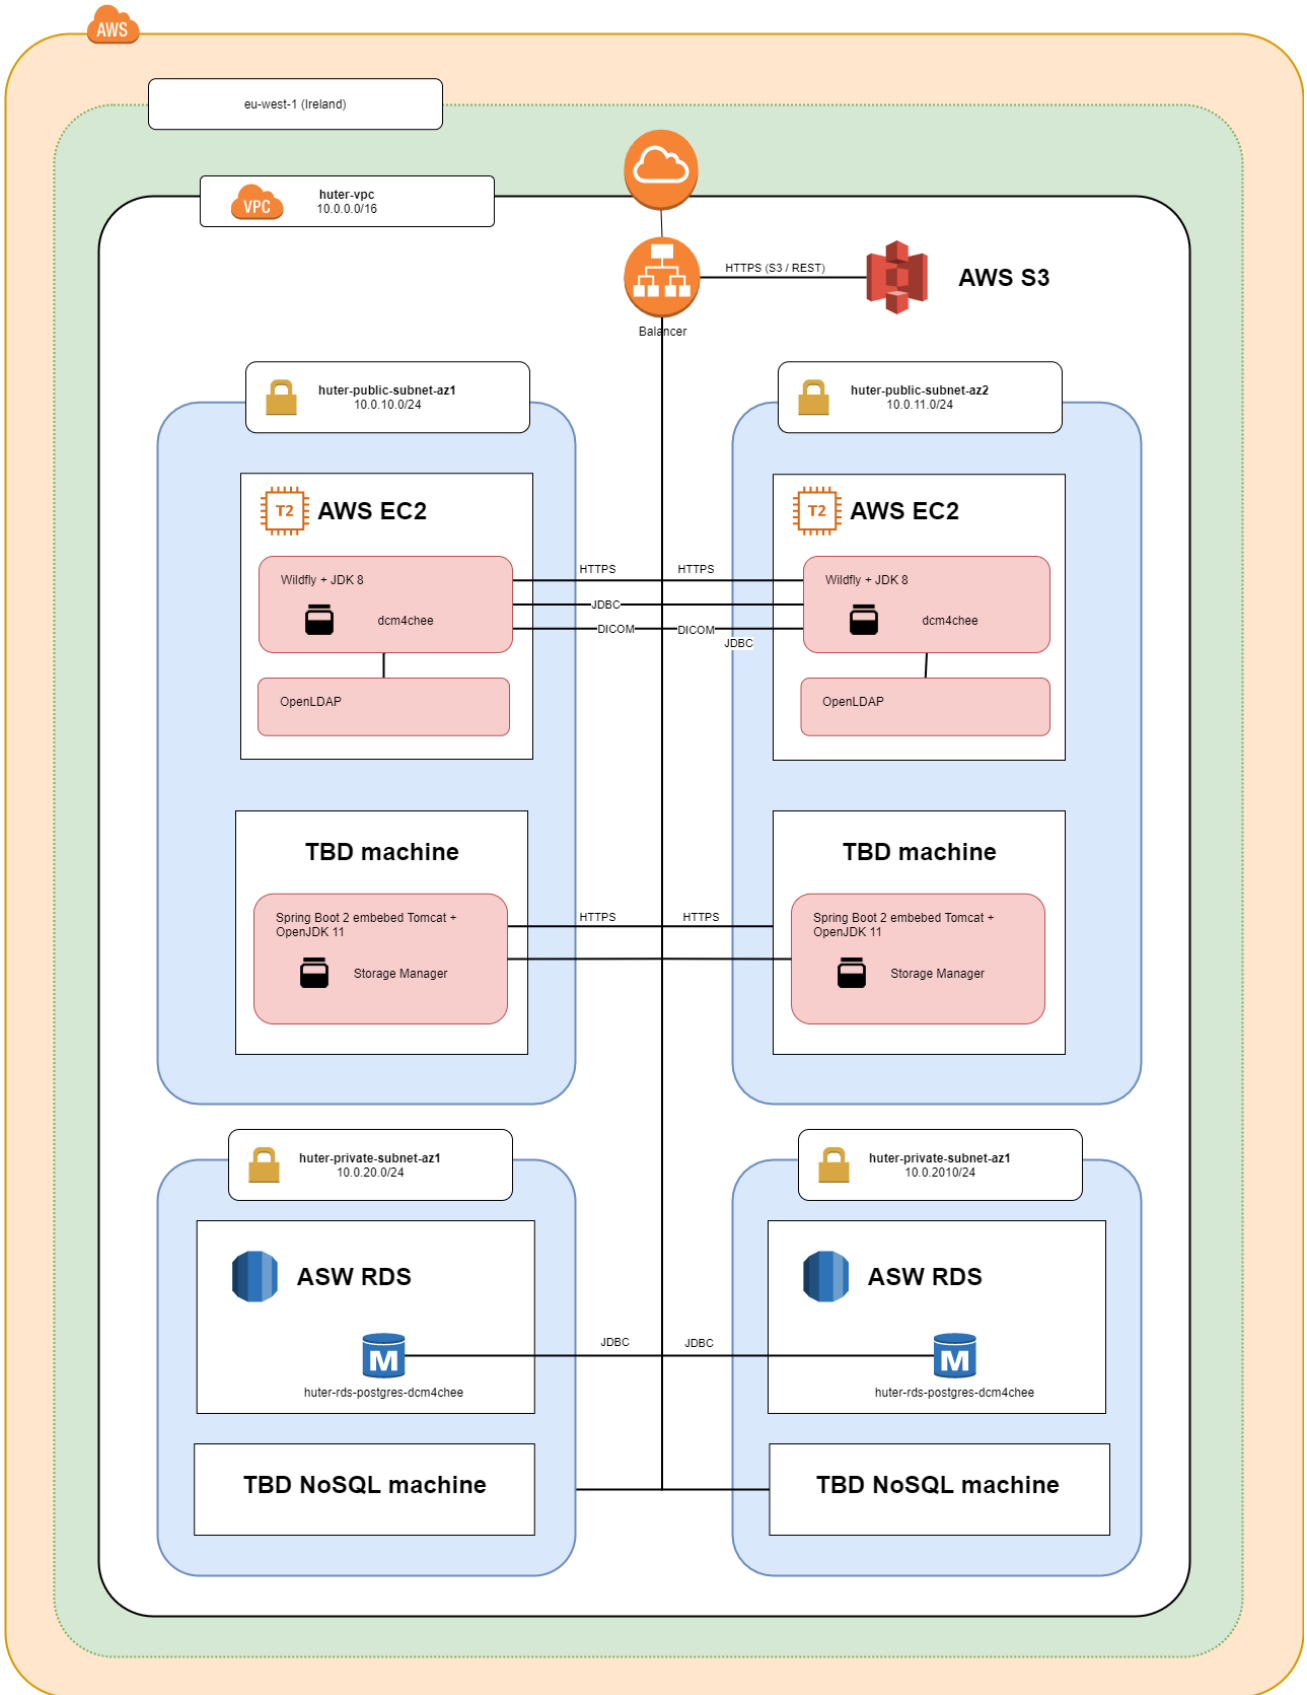 AWS
eu-west-1 (Ireland)
VPC
huter-vpc
10.0.0.0/16
HTTPS (S3 / REST)
AWS S3
Balancer
huter-public-subnet-az1
10.0.10.0/24
huter-public-subnet-az2
10.0.11.0/24
T2
AWS EC2
T2
AWS EC2
Wildfly + JDK 8
dcm4chee
HTTPS
HTTPS
JDBC
DICOM
DICOM
JDBC
Wildfly + JDK 8
dcm4chee
OpenLDAP
OpenLDAP
TBD machine
TBD machine
Spring Boot 2 embebed Tomcat +
OpenJDK 11
Storage Manager
HTTPS
HTTPS
Spring Boot 2 embebed Tomcat +
OpenJDK 11
Storage Manager
huter-private-subnet-az1
10.0.20.0/24
huter-private-subnet-az1
10.0.2010/24
ASW RDS
ASW RDS
M
huter-rds-postgres-dcm4chee
JDBC
JDBC
M
huter-rds-postgres-dcm4chee
TBD NoSQL machine
TBD NoSQL machine